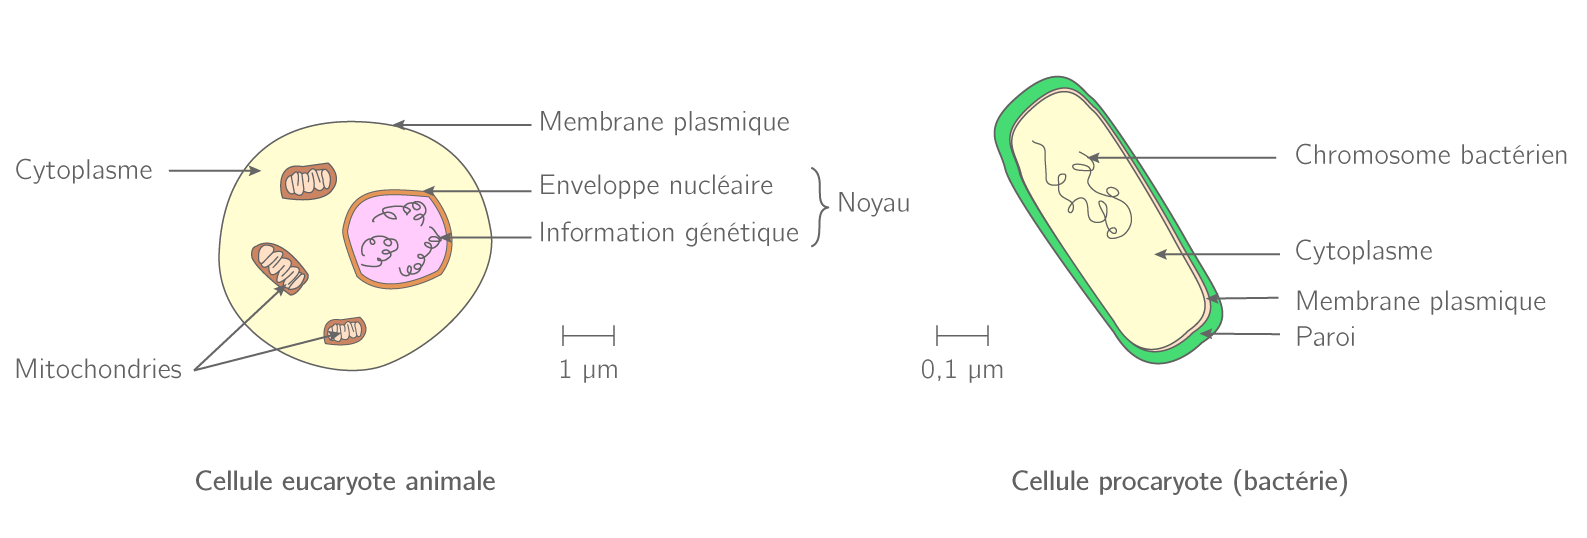 Membrane plasmique
Cytoplasme
Enveloppe nucléaire
Noyau
Information génétique
Mitochondries
1 µm
Cellule eucaryote animale
Chromosome bactérien
Cytoplasme
Membrane plasmique
Paroi
0,1 µm
Cellule procaryote (bactérie)